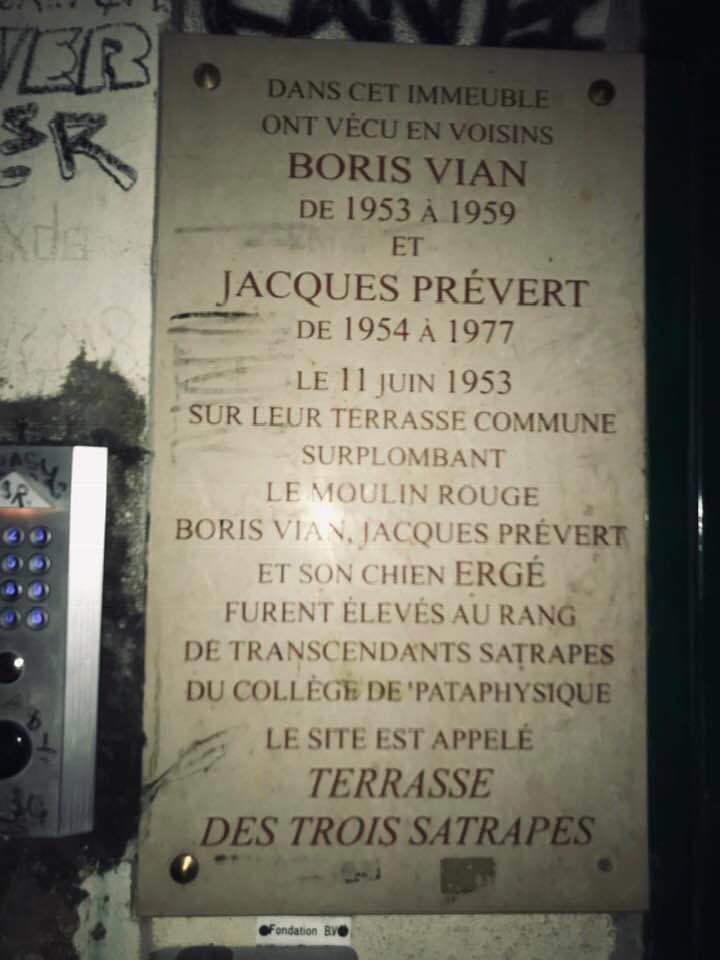 DANS CET IMMEUBLE
ONT VÉCU EN VOISINS
BORIS VIAN
DE 1953 À 1959
ET
JACQUES PRÉVERT
DE 1954 À 1977
LE 11 JUIN 1953
SUR LEUR TERRASSE COMMUNE
SURPLOMBANT
LE MOULIN ROUGE
BORIS VIAN, JACQUES PRÉVERT
ET SON CHIEN ERGÉ
FURENT ÉLEVÉS AU RANG
DE TRANSCENDANTS SATRAPES
DU COLLÈGE DE 'PATAPHYSIQUE
LE SITE EST APPELÉ
TERRASSE
DES TROIS SATRAPES
Fondation BV